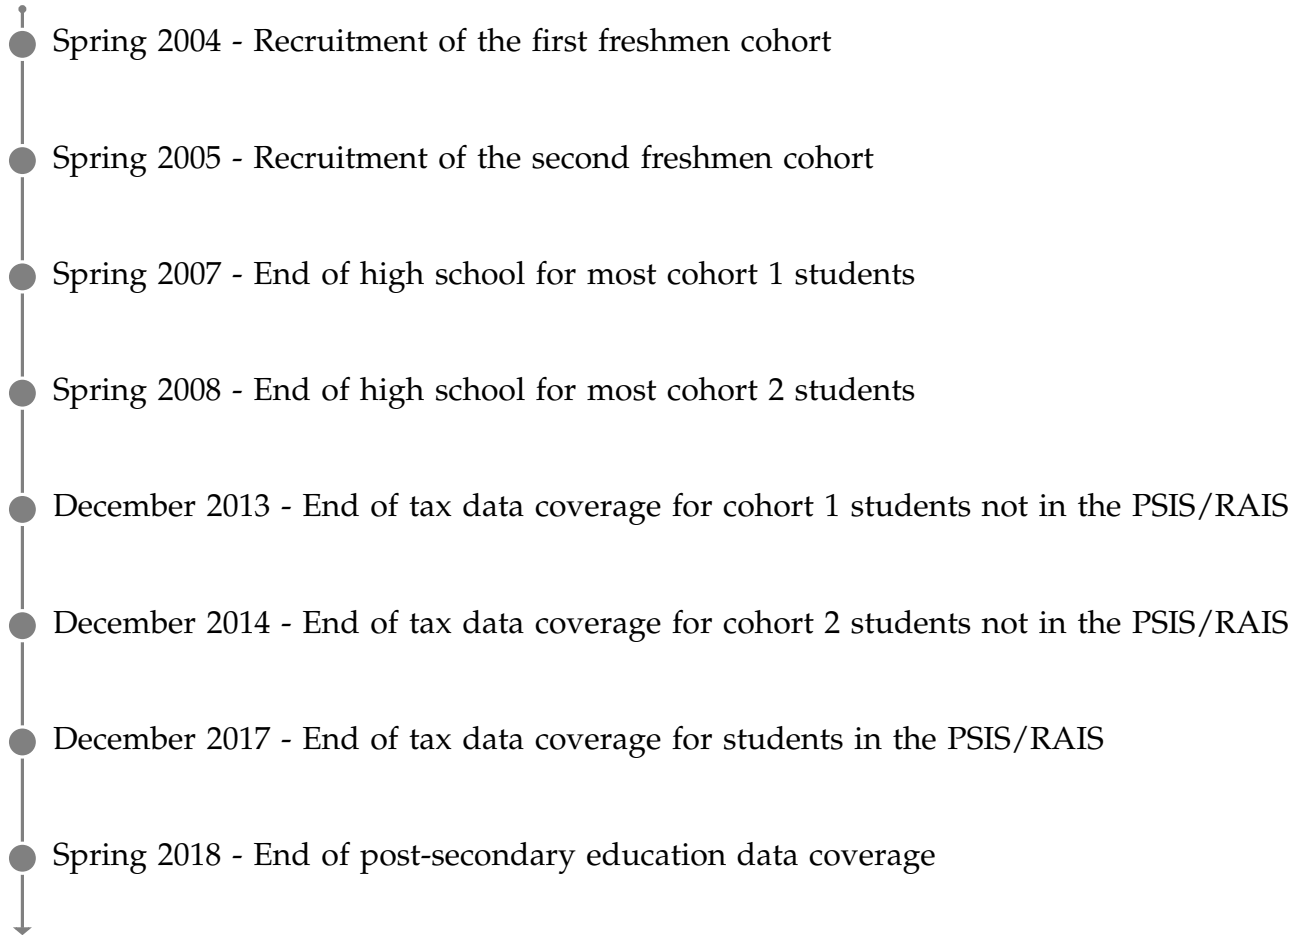 Spring 2004 - Recruitment of the first freshmen cohort
Spring 2005 - Recruitment of the second freshmen cohort
Spring 2007 - End of high school for most cohort 1 students
Spring 2008 - End of high school for most cohort 2 students
December 2013 - End of tax data coverage for cohort 1 students not in the PSIS/RAIS
December 2014 - End of tax data coverage for cohort 2 students not in the PSIS/RAIS
December 2017 - End of tax data coverage for students in the PSIS/RAIS
Spring 2018 - End of post-secondary education data coverage